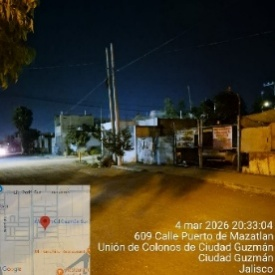 4 mar 2026 20:33:04
609 Calle Puerto de Mazatlan
Unión de Colonos de Ciudad Guzmán
Ciudad Guzmán
Jalisco
Google